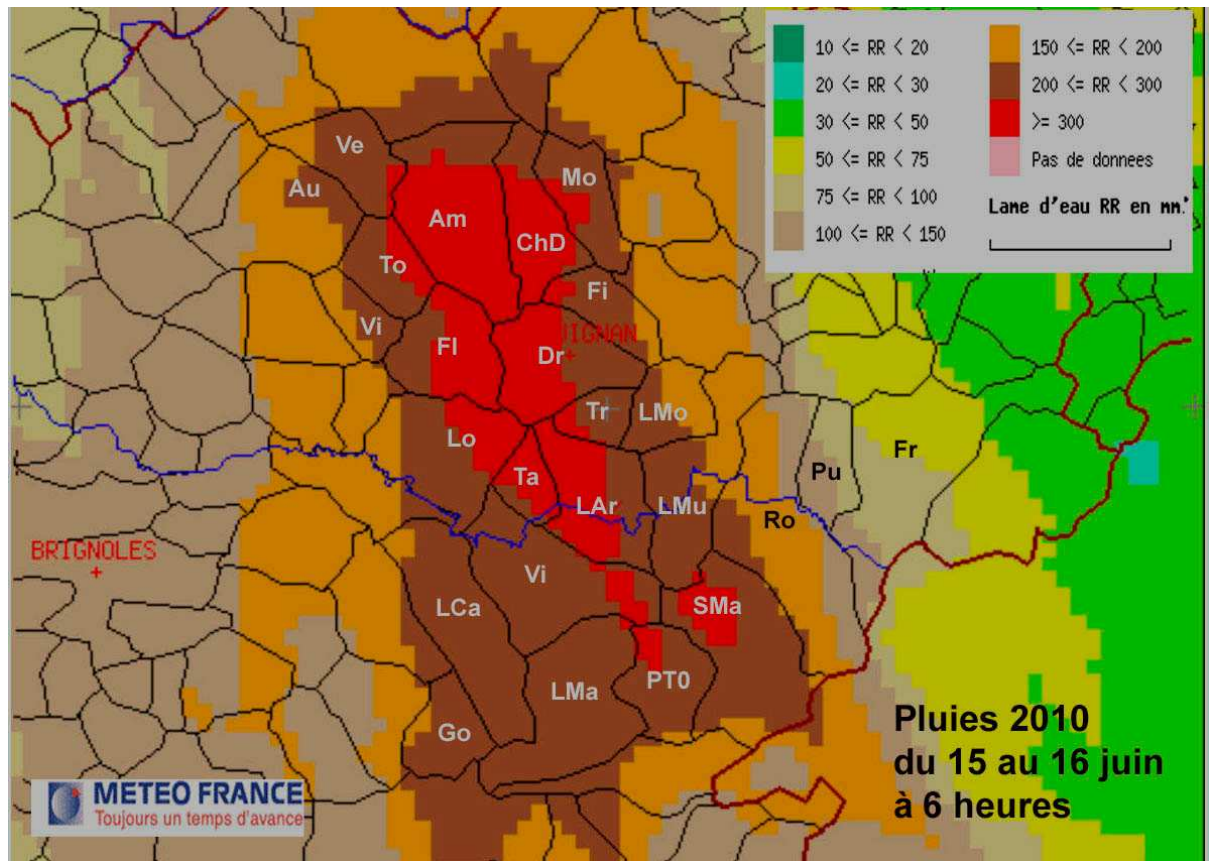 10 <= RR < 20
20 <= RR < 30
30 <= RR < 50
50 <= RR < 75
75 <= RR < 100
100 <= RR < 150
150 <= RR < 200
200 <= RR < 300
>= 300
Pas de donnees
Lame d'eau RR en mm.
Ve
Au
Mo
Am
ChD
To
Fi
Vi
Fl
IGNAN
Dr
Tr
LMo
Lo
Ta
LAr
LMu
Ro
Pu
Fr
BRIGNOLES
Vi
LCa
SMa
LMa
PT0
Go
Pluies 2010
du 15 au 16 juin
à 6 heures
METEO FRANCE
Toujours un temps d'avance